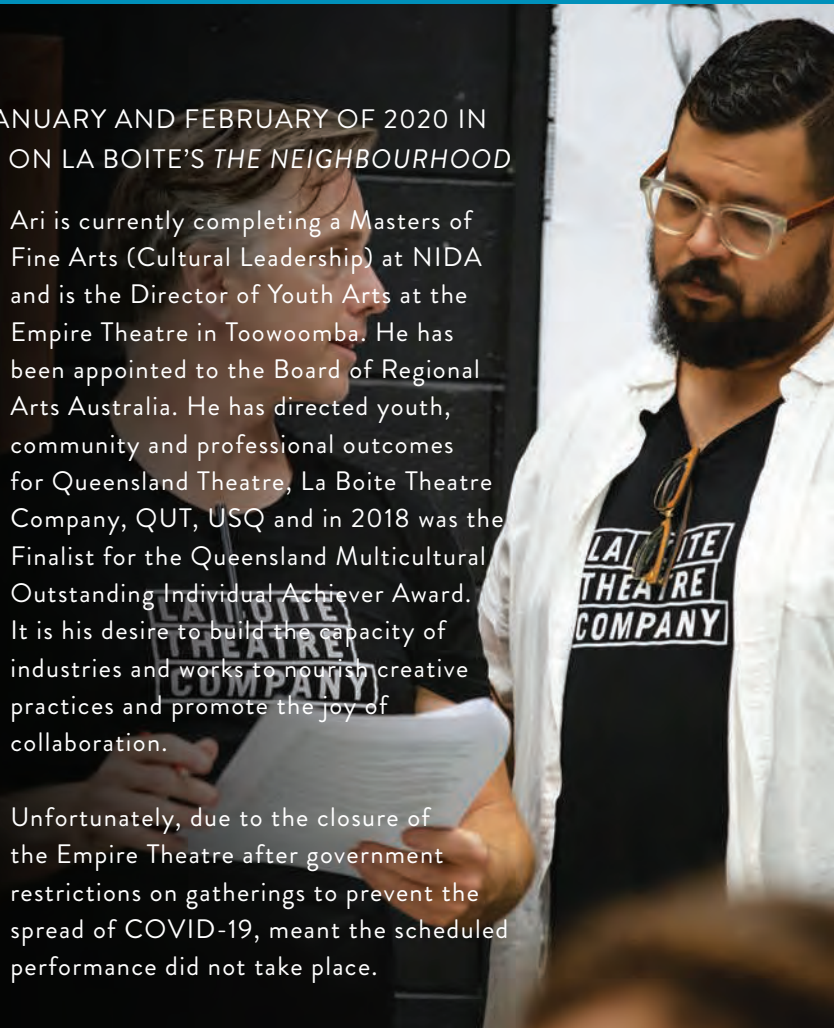 ANUARY AND FEBRUARY OF 2020 IN
ON LA BOITE'S THE NEIGHBOURHOOD
Ari is currently completing a Masters of
Fine Arts (Cultural Leadership) at NIDA
and is the Director of Youth Arts at the
Empire Theatre in Toowoomba. He has
been appointed to the Board of Regional
Arts Australia. He has directed youth,
community and professional outcomes
for Queensland Theatre, La Boite Theatre
Company, QUT, USQ and in 2018 was the
Finalist for the Queensland Multicultural
Outstanding Individual Achiever Award.
It is his desire to build the capacity of
industries and works to nourish creative
practices and promote the joy of
collaboration.
Unfortunately, due to the closure of
the Empire Theatre after government
restrictions on gatherings to prevent the
spread of COVID-19, meant the scheduled
performance did not take place.
LA BOITE
THEATRE
COMPANY
LA BOITE
THEATRE
COMPANY